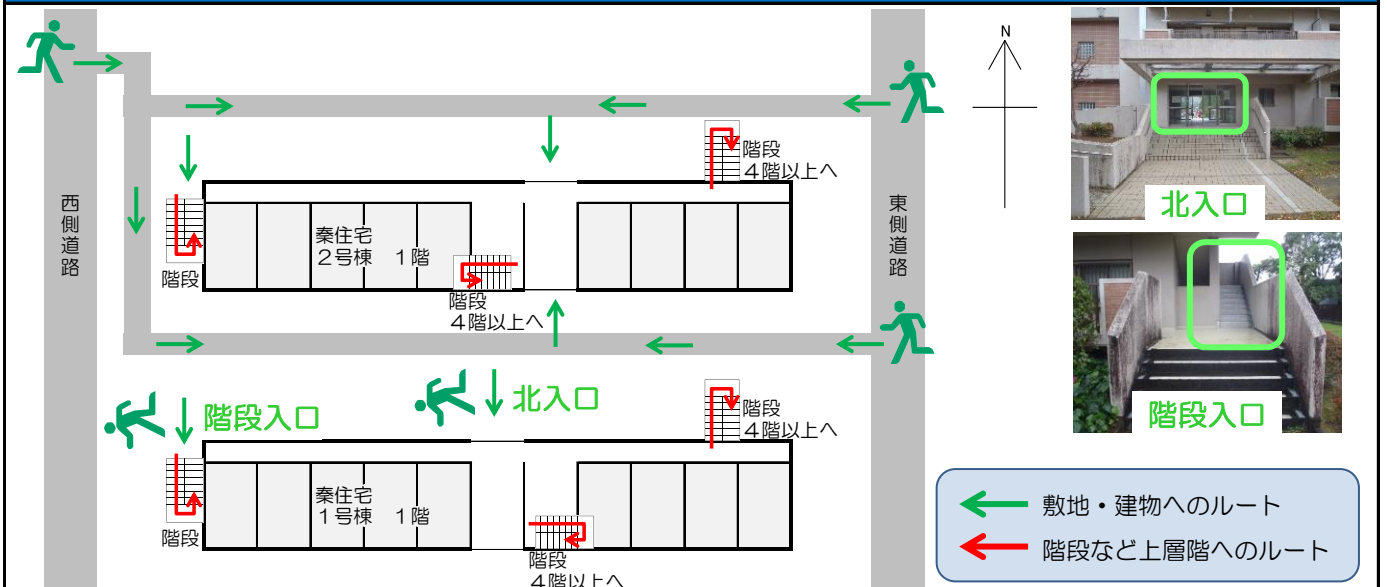 N
西側道路
東側道路
階段
４階以上へ
秦住宅
２号棟　１階
階段
階段
４階以上へ
北入口
階段入口
北入口
階段入口
階段
４階以上へ
秦住宅
１号棟　１階
階段
階段
４階以上へ
敷地・建物へのルート
階段など上層階へのルート